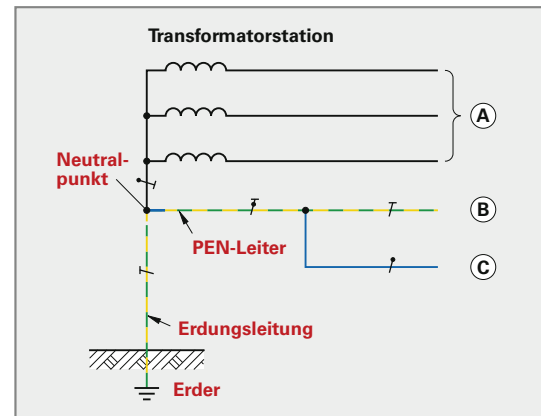 Transformatorstation
A
Neutral-
punkt
B
PEN-Leiter
C
Erdungsleitung
Erder